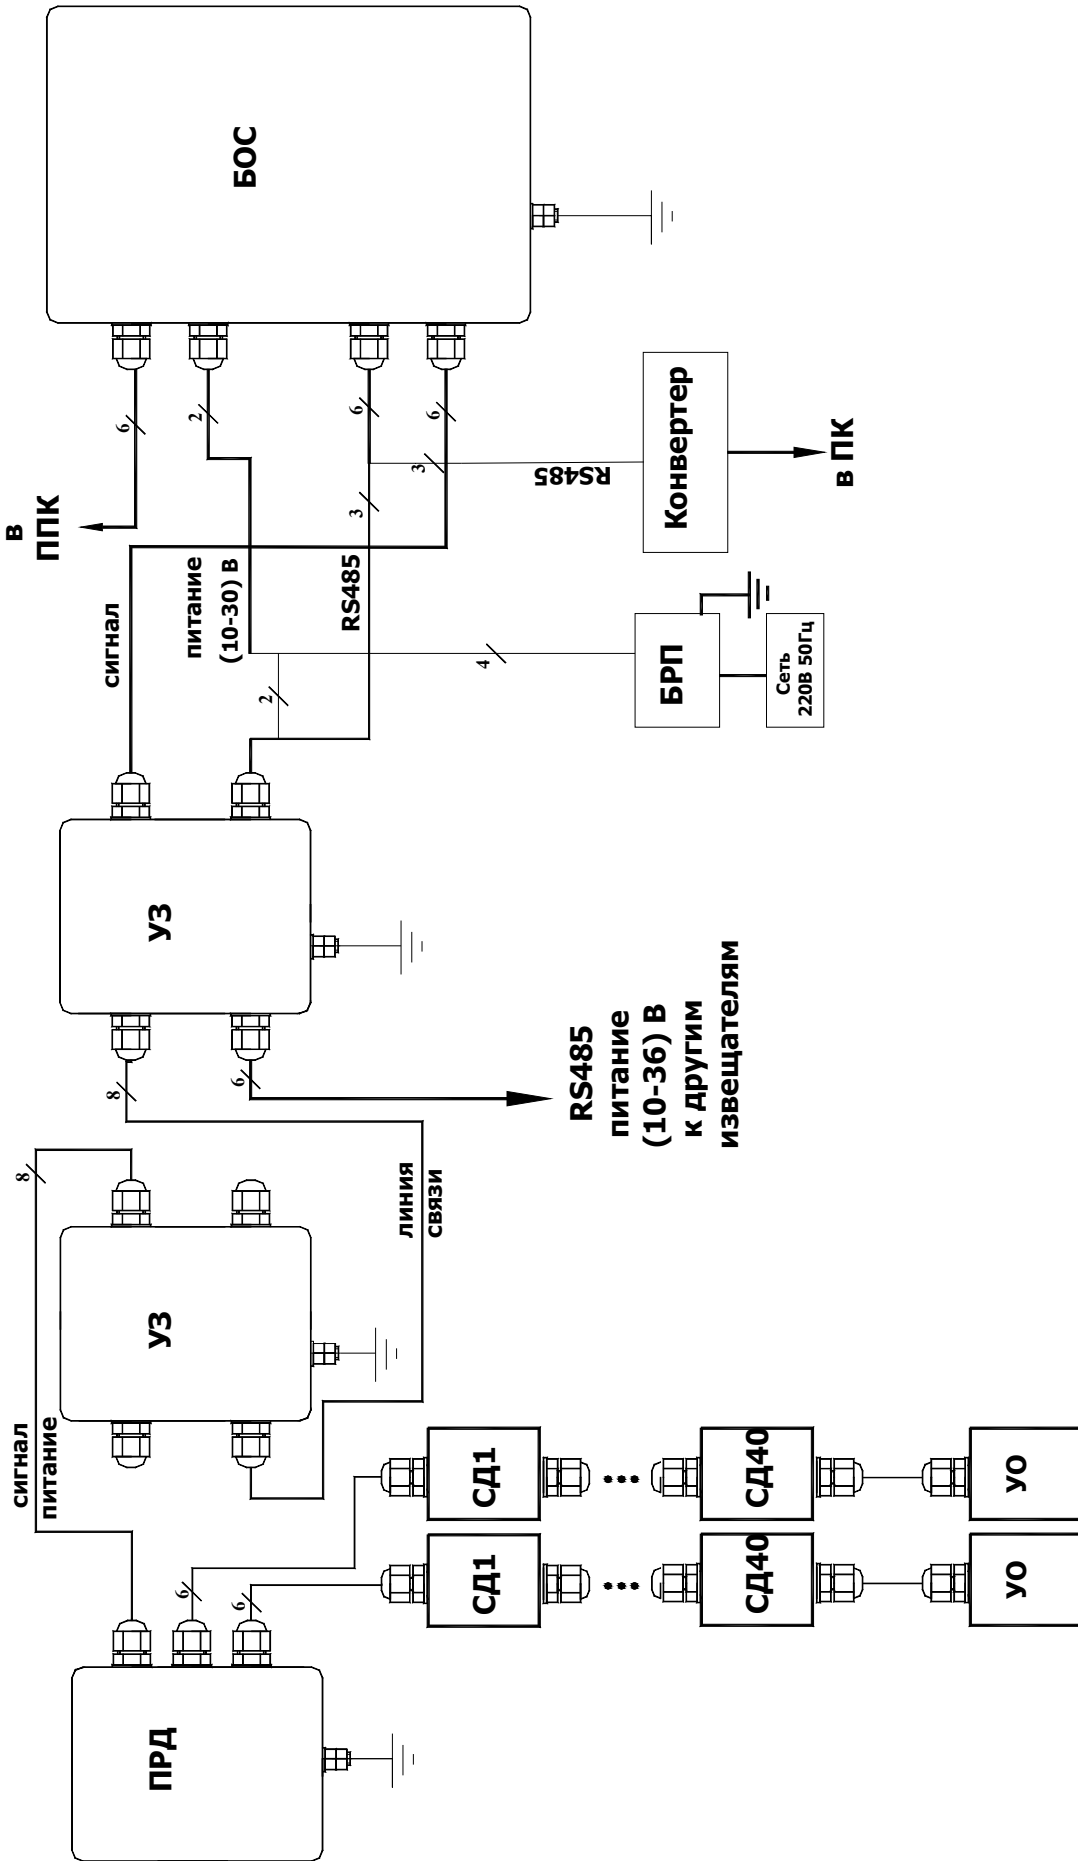 ПРД
6
6
сигнал
питание
8
УЗ
СД1
СД40
УО
СД1
СД40
УО
линия
связи
8
6
RS485
питание
(10-36) В
к другим
извещателям
УЗ
сигнал
питание
(10-30) В
2
RS485
4
БРП
Сеть
220В 50Гц
в
ППК
6
2
3
6
3
6
RS485
Конвертер
в ПК
БОС